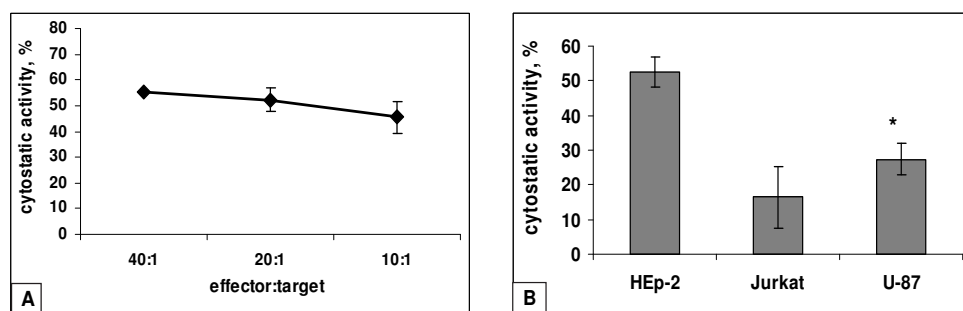 80
70
60
50
40
30
20
10
0
cytostatic activity, %
40:1
20:1
10:1
effector:target
A
60
50
40
30
20
10
0
cytostatic activity, %
*
HEp-2
Jurkat
U-87
B